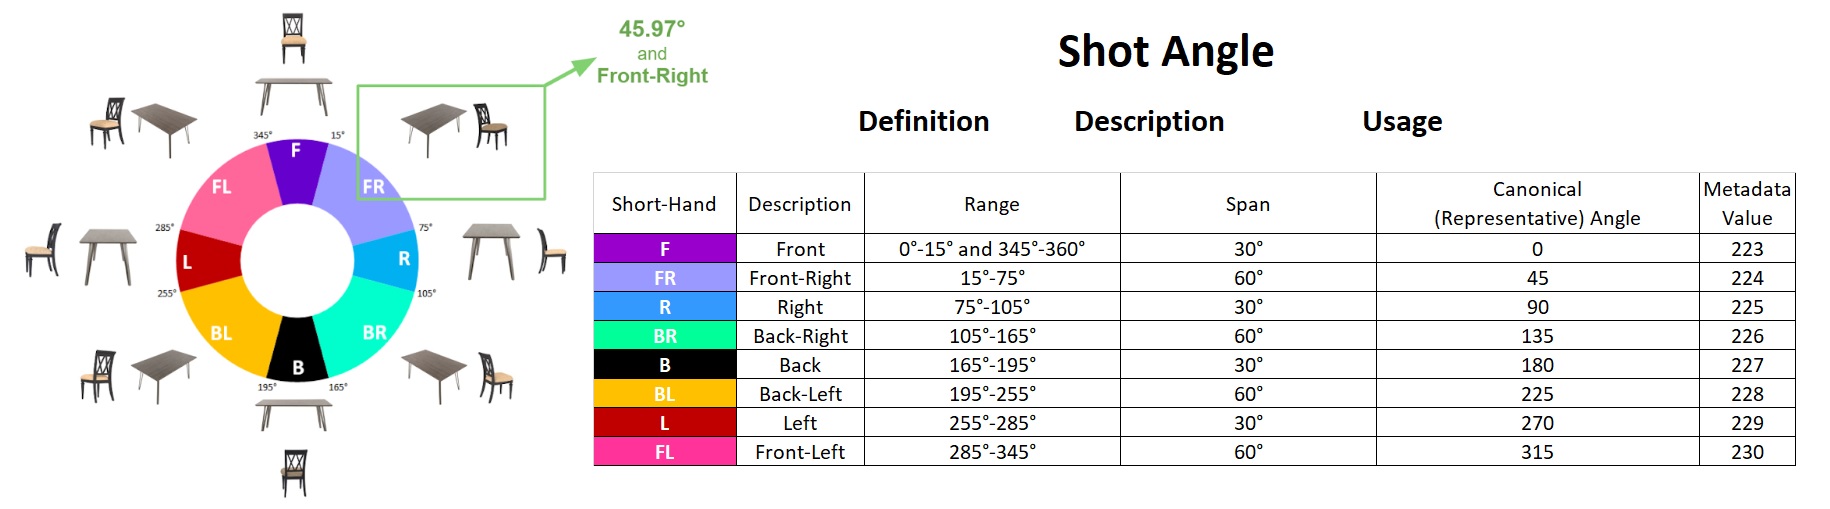 45.97°
and
Front-Right
345°
15°
F
FL
FR
285°
75°
L
R
255°
105°
BL
BR
B
195°
165°
Shot Angle
Definition Description Usage
Short-Hand Description Range Span Canonical (Representative) Angle Metadata Value
F Front 0°-15° and 345°-360° 30° 0 223
FR Front-Right 15°-75° 60° 45 224
R Right 75°-105° 30° 90 225
BR Back-Right 105°-165° 60° 135 226
B Back 165°-195° 30° 180 227
BL Back-Left 195°-255° 60° 225 228
L Left 255°-285° 30° 270 229
FL Front-Left 285°-345° 60° 315 230